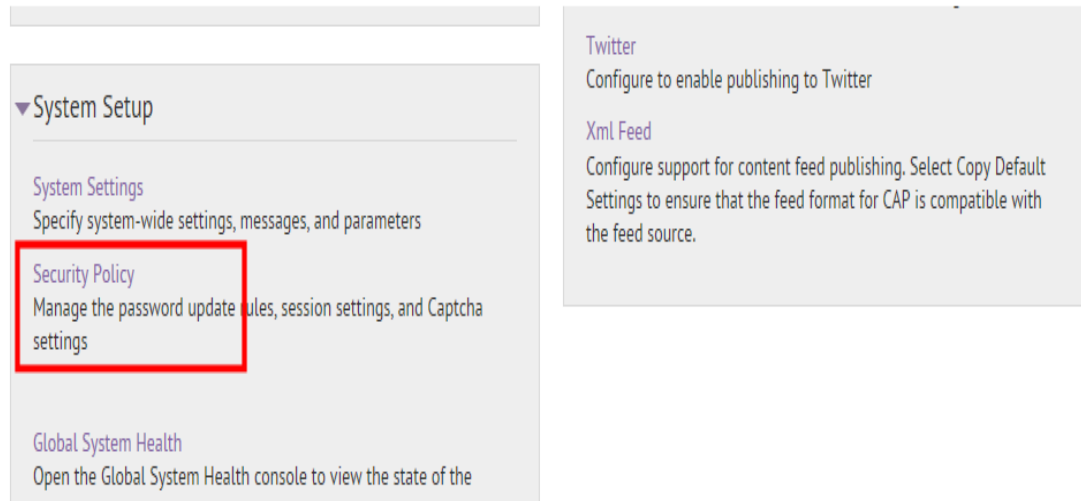 System Setup
System Settings
Specify system-wide settings, messages, and parameters
Security Policy
Manage the password update rules, session settings, and Captcha
settings
Global System Health
Open the Global System Health console to view the state of the
Twitter
Configure to enable publishing to Twitter
Xml Feed
Configure support for content feed publishing. Select Copy Default
Settings to ensure that the feed format for CAP is compatible with
the feed source.